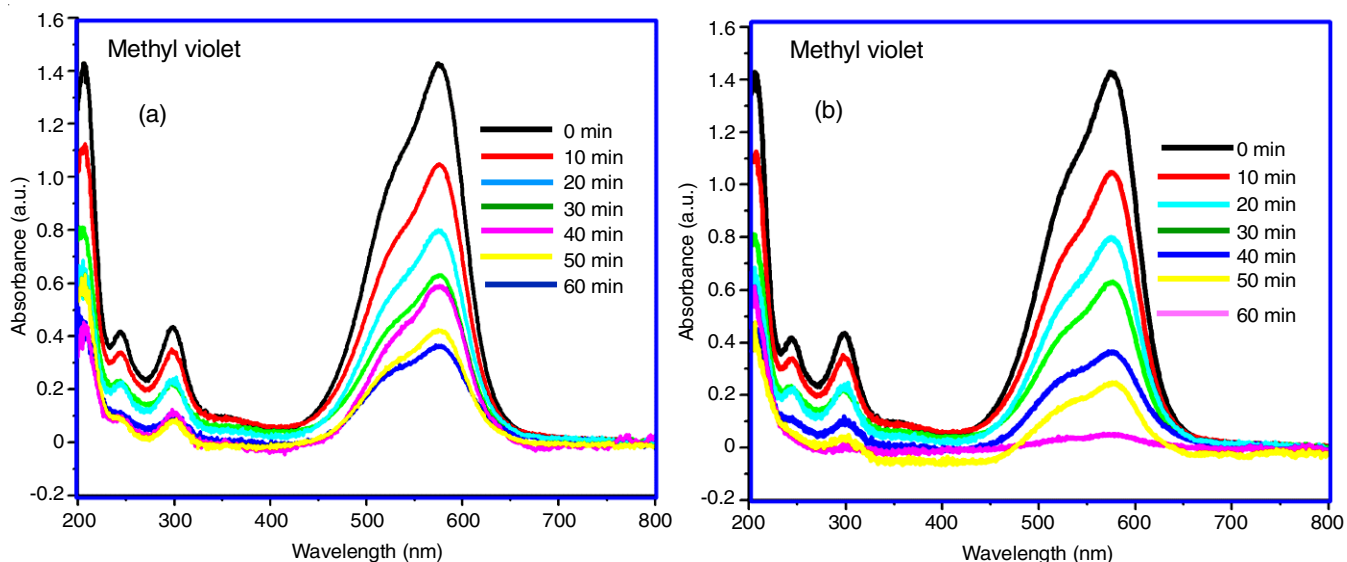 Methyl violet
(a)
0 min
10 min
20 min
30 min
40 min
50 min
60 min
1.6
1.4
1.2
1.0
0.8
0.6
0.4
0.2
0
-0.2
Absorbance (a.u.)
200 300 400 500 600 700 800
Wavelength (nm)
Methyl violet
(b)
0 min
10 min
20 min
30 min
40 min
50 min
60 min
1.6
1.4
1.2
1.0
0.8
0.6
0.4
0.2
0
-0.2
Absorbance (a.u.)
200 300 400 500 600 700 800
Wavelength (nm)